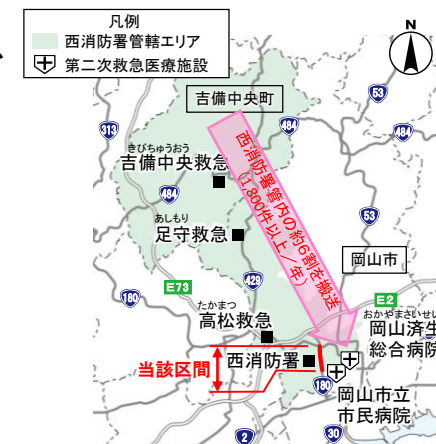 凡例
西消防署管轄エリア
第二次救急医療施設
N
吉備中央町
53
484
313
きびちゅうおう
吉備中央救急
西消防署管内の約6割を搬送
(1,800件以上／年)
484
あしもり
足守救急
53
岡山市
429
E73
180
E2
たかまつ
高松救急
おかやまさいせい
岡山済生
総合病院
西消防署
当該区間
180
岡山市立
市民病院
2
30